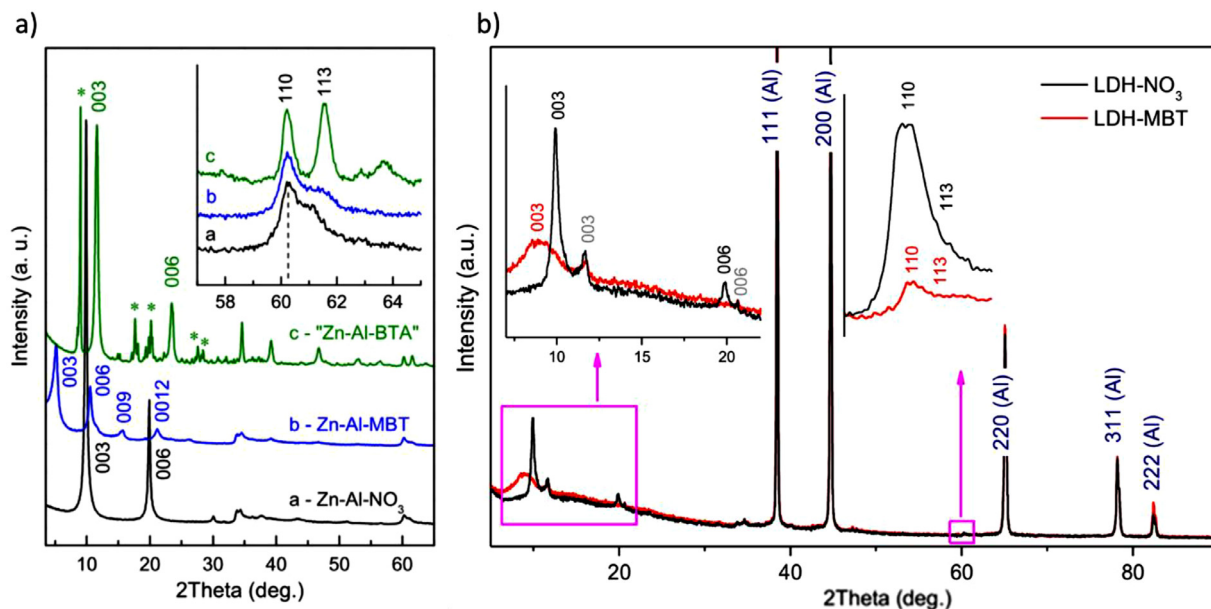 a)
*
003
*
*
*
006
*
*
c - "Zn-Al-BTA"
003
006
009
0012
b - Zn-Al-MBT
003
006
a - Zn-Al-NO₃
110
113
c
b
a
58
60
62
64
10
20
30
40
50
60
2Theta (deg.)
Intensity (a. u.)
b)
003
003
003
006
006
10
15
20
111 (Al)
200 (Al)
110
113
110
113
LDH-NO₃
LDH-MBT
220 (Al)
311 (Al)
222 (Al)
20
40
60
80
2Theta (deg.)
Intensity (a.u.)